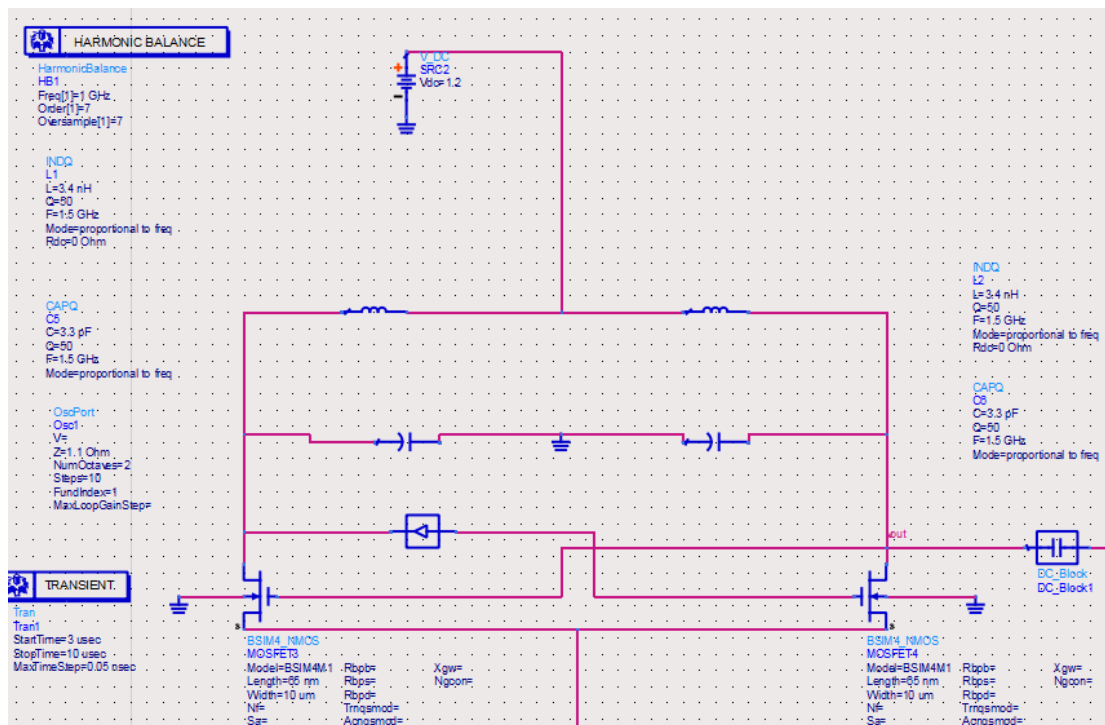 HARMONIC BALANCE
HarmonicBalance
HB1
Freq[1]=1 GHz
Order[1]=7
Oversample[1]=7
V_DC
SRC2
Vdc=1.2
INDQ
L1
L=3.4 nH
Q=50
F=1.5 GHz
Mode=proportional to freq
Rdc=0 Ohm
INDQ
L2
L=3.4 nH
Q=50
F=1.5 GHz
Mode=proportional to freq
Rdc=0 Ohm
CAPQ
C5
C=3.3 pF
Q=50
F=1.5 GHz
Mode=proportional to freq
CAPQ
C6
C=3.3 pF
Q=50
F=1.5 GHz
Mode=proportional to freq
OscPort
Osc1
V=
Z=1.1 Ohm
NumOctaves=2
Steps=10
FundIndex=1
MaxLoopGainStep=
out
DC_Block
DC_Block1
TRANSIENT
Tran
Tran1
StartTime=3 usec
StopTime=10 usec
MaxTimeStep=0.05 nsec
s
BSIM4_NMOS
MOSFET3
Model=BSIM4M1 Rbpb= Xgw=
Length=65 nm Rbps= Ngcon=
Width=10 um Rbpd=
Nf= Trnqsmod=
Sa= Acnqsmod=
s
BSIM4_NMOS
MOSFET4
Model=BSIM4M1 Rbpb= Xgw=
Length=65 nm Rbps= Ngcon=
Width=10 um Rbpd=
Nf= Trnqsmod=
Sa= Acnqsmod=